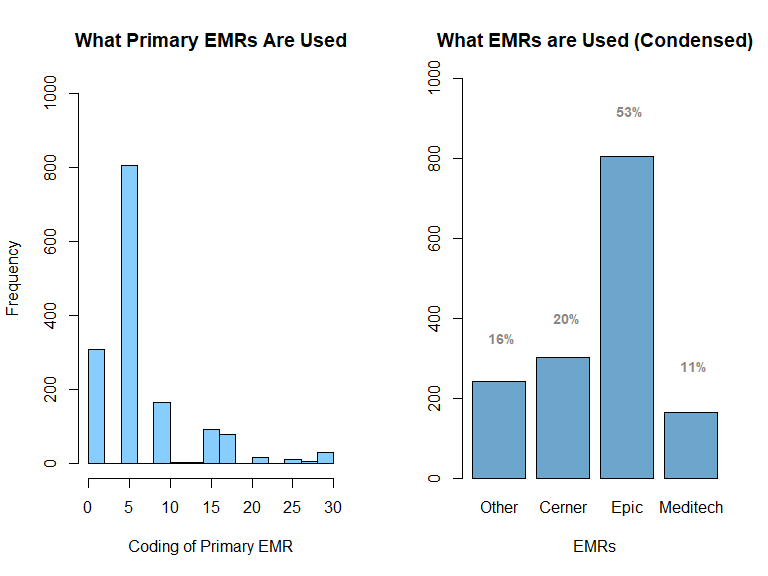 What Primary EMRs Are Used
Frequency
1000
800
600
400
200
0
0 5 10 15 20 25 30
Coding of Primary EMR
What EMRs are Used (Condensed)
1000
800
600
400
200
0
16%
20%
53%
11%
Other Cerner Epic Meditech
EMRs